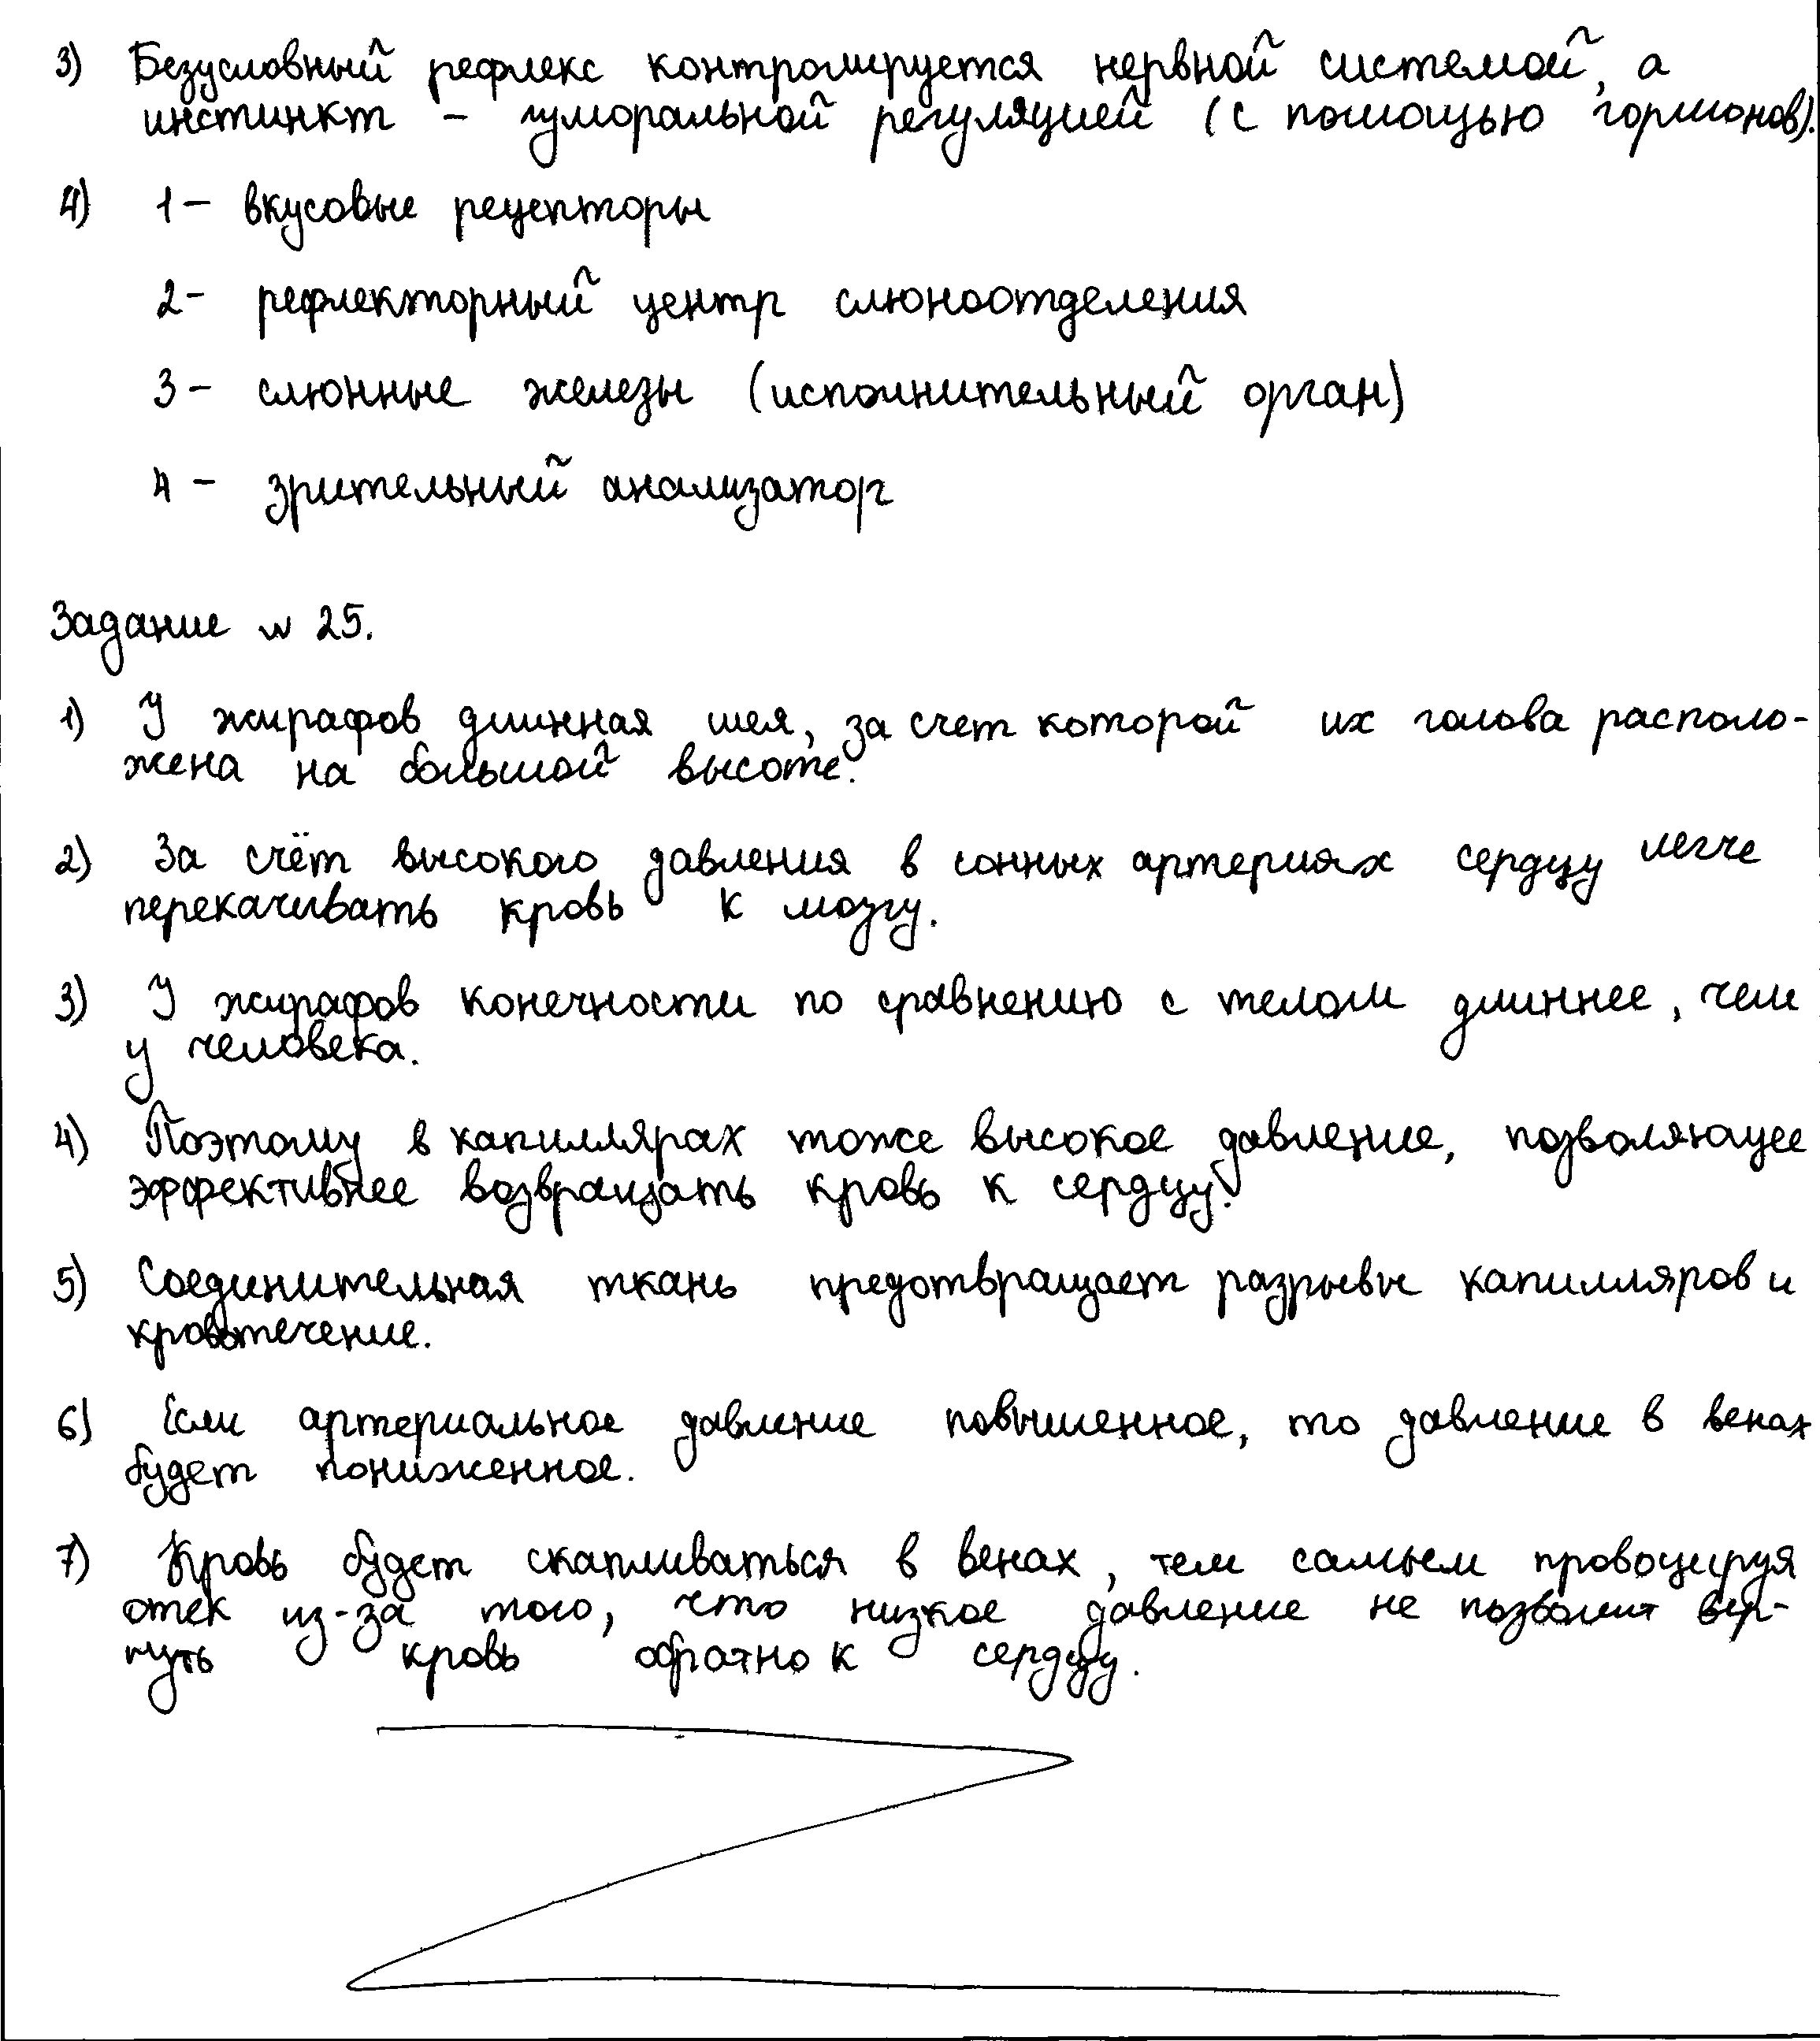 3) Безусловный рефлекс контролируется нервной системой, а
инстинкт – гуморальной регуляцией (с помощью гормонов).
4) 1 – вкусовые рецепторы
2 – рефлекторный центр слюноотделения
3 – слюнные железы (исполнительный орган)
4 – зрительный анализатор
Задание № 25.
1) У жирафов длинная шея, за счет которой их голова располо-
жена на большой высоте.
2) За счёт высокого давления в сонных артериях сердцу легче
перекачивать кровь к мозгу.
3) У жирафов конечности по сравнению с телом длиннее, чем
у человека.
4) Поэтому в капиллярах тоже высокое давление, позволяющее
эффективнее возвращать кровь к сердцу.
5) Соединительная ткань предотвращает разрывы капилляров и
кровотечение.
6) Если артериальное давление повышенное, то давление в венах
будет пониженное.
7) Кровь будет скапливаться в венах, тем самым провоцируя
отек из-за того, что низкое давление не позволит вер-
нуть кровь обратно к сердцу.